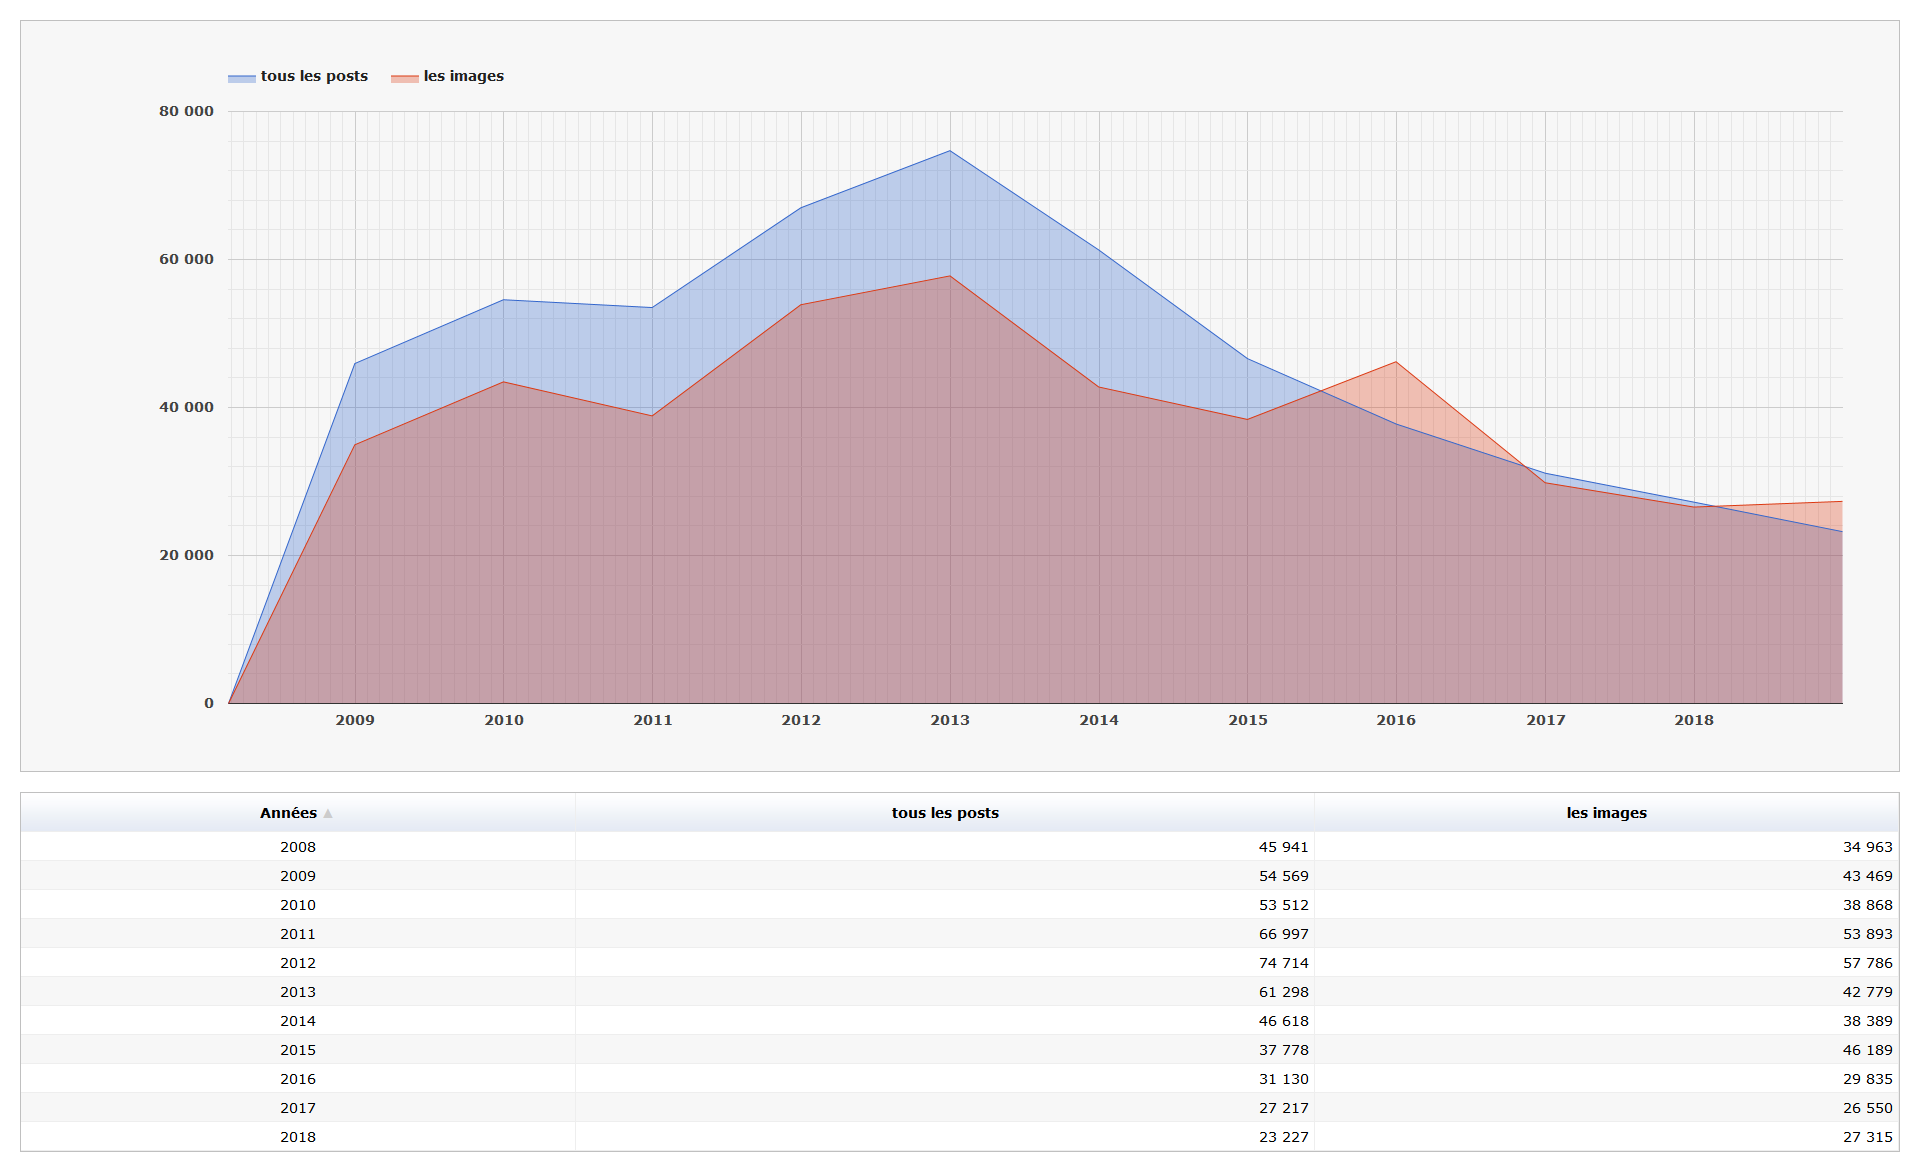 tous les posts les images
80 000
60 000
40 000
20 000
0
2009 2010 2011 2012 2013 2014 2015 2016 2017 2018
Années tous les posts les images
2008 45 941 34 963
2009 54 569 43 469
2010 53 512 38 868
2011 66 997 53 893
2012 74 714 57 786
2013 61 298 42 779
2014 46 618 38 389
2015 37 778 46 189
2016 31 130 29 835
2017 27 217 26 550
2018 23 227 27 315